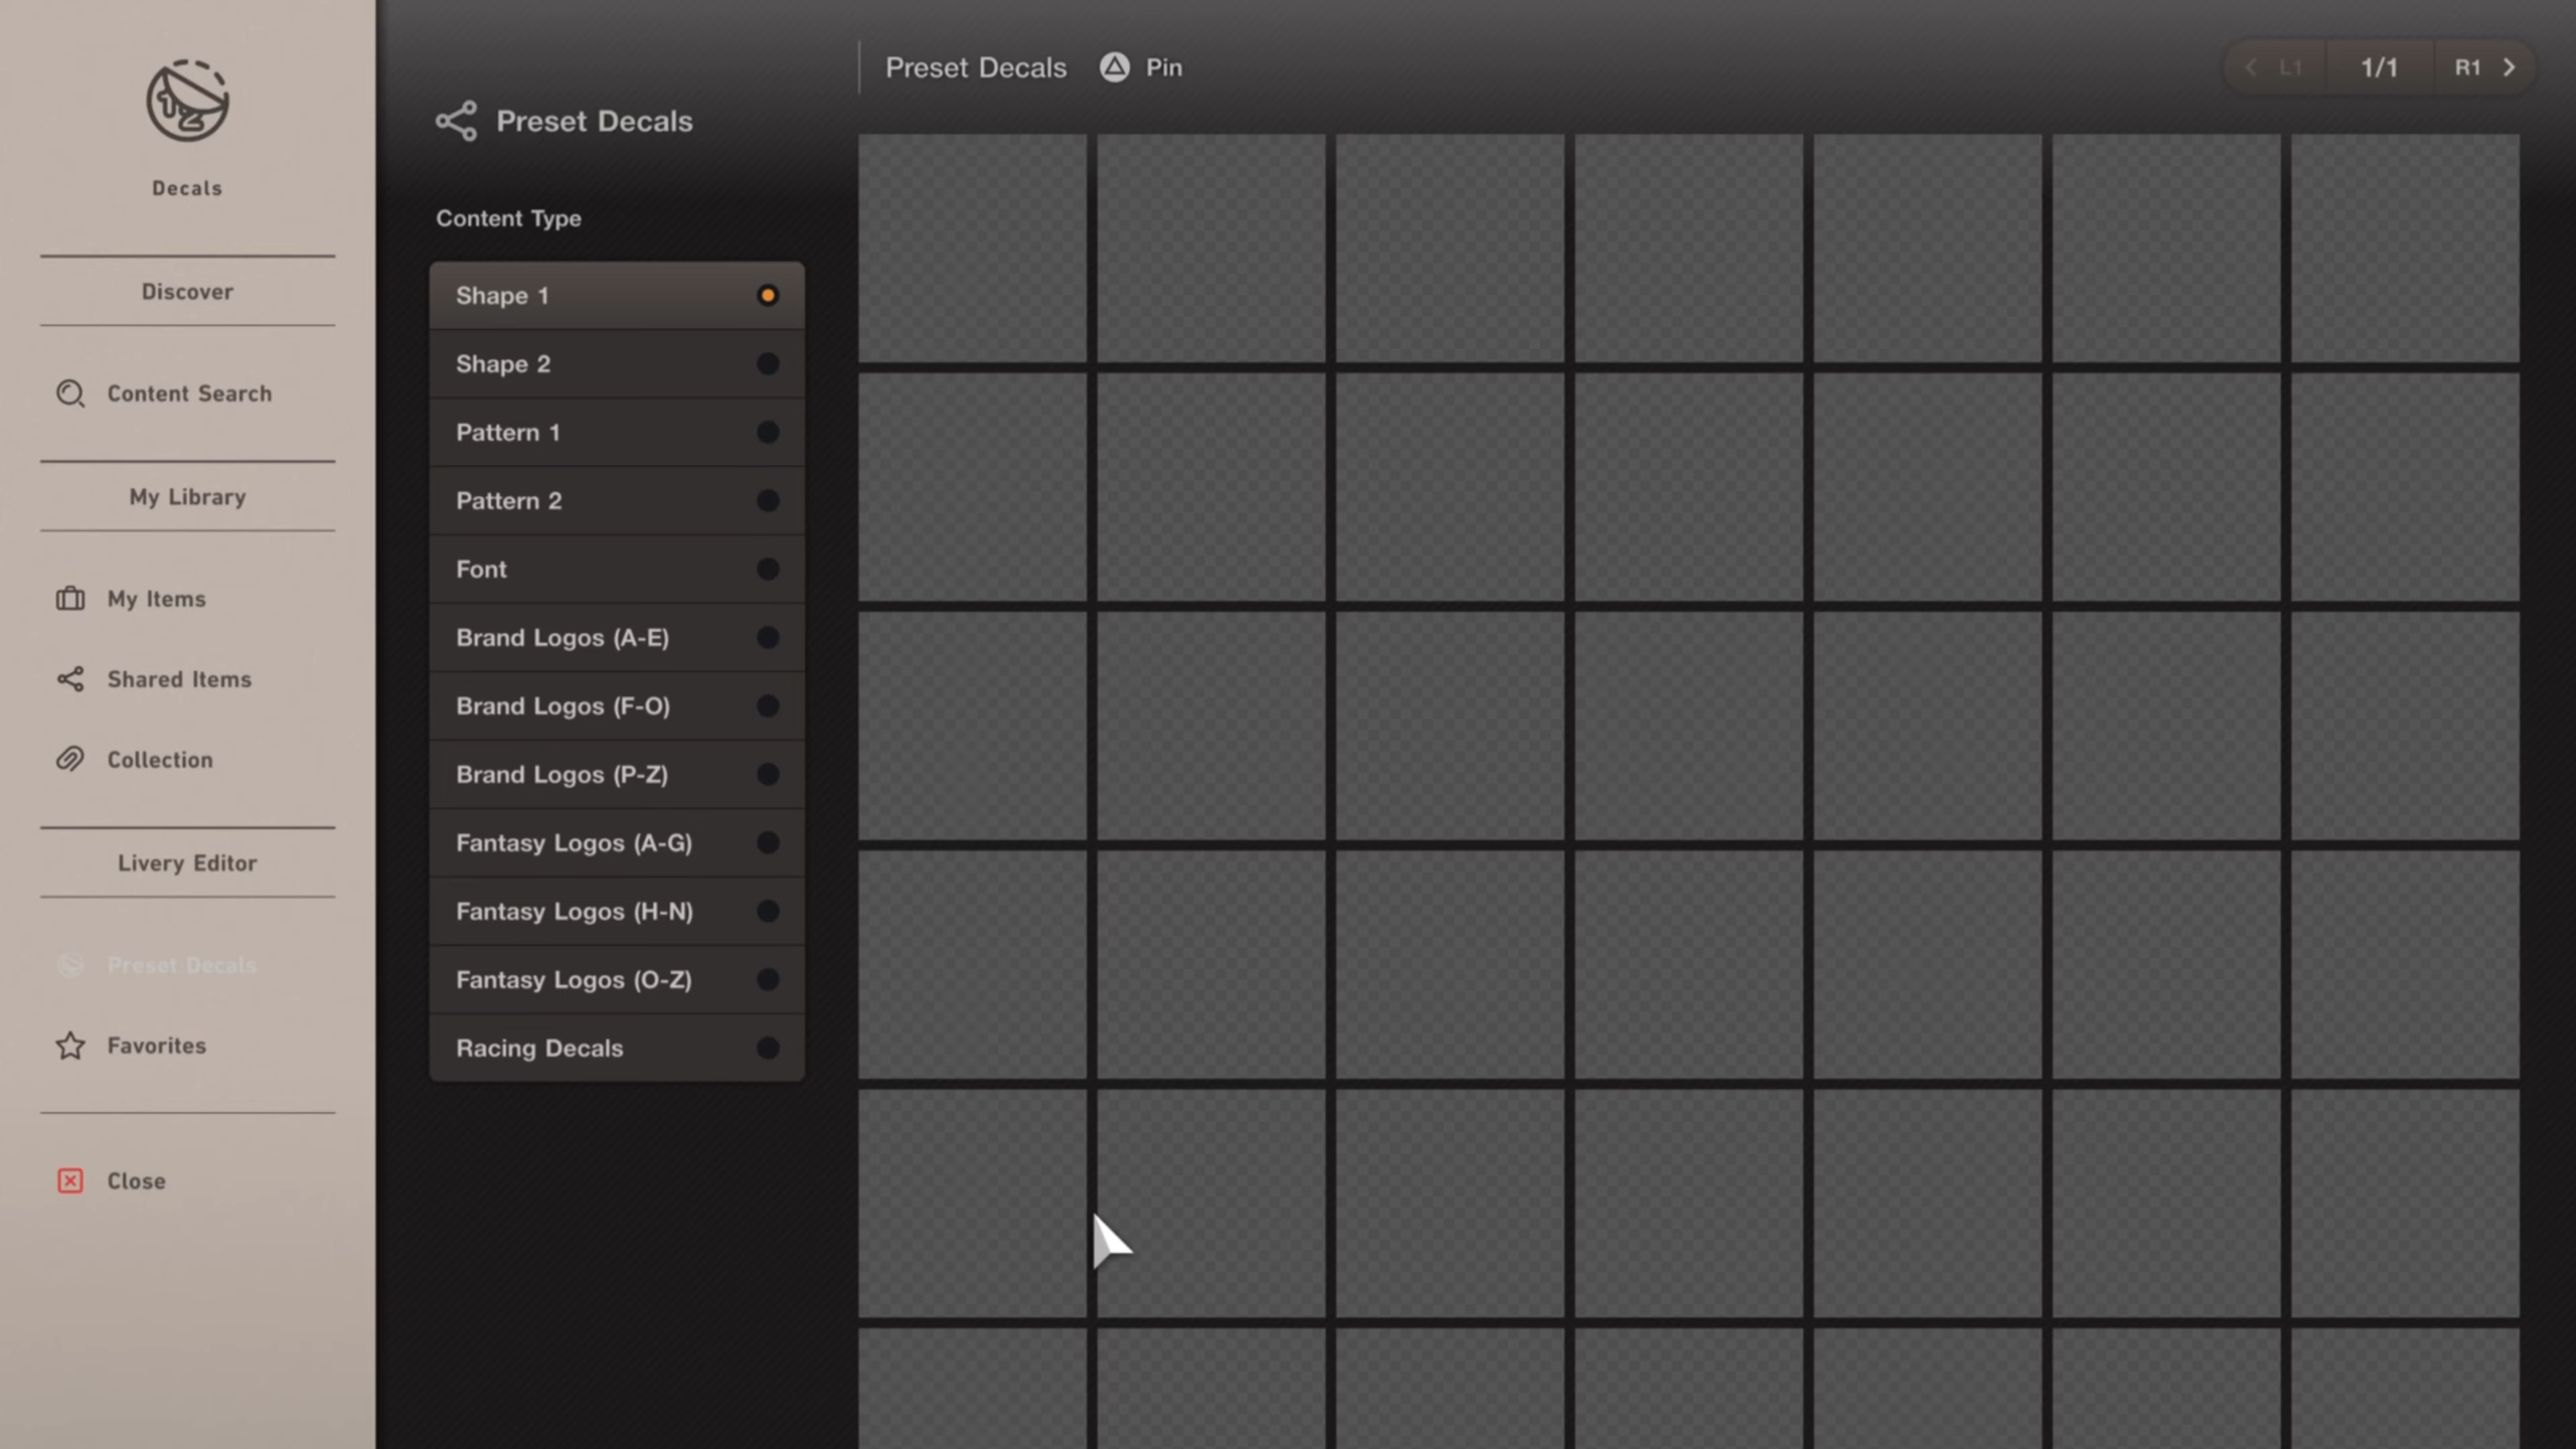 Decals
Discover
Content Search
My Library
My Items
Shared Items
Collection
Livery Editor
Preset Decals
Favorites
Close
Preset Decals
Content Type
Shape 1
Shape 2
Pattern 1
Pattern 2
Font
Brand Logos (A-E)
Brand Logos (F-O)
Brand Logos (P-Z)
Fantasy Logos (A-G)
Fantasy Logos (H-N)
Fantasy Logos (O-Z)
Racing Decals
Preset Decals Pin
L1 1/1 R1